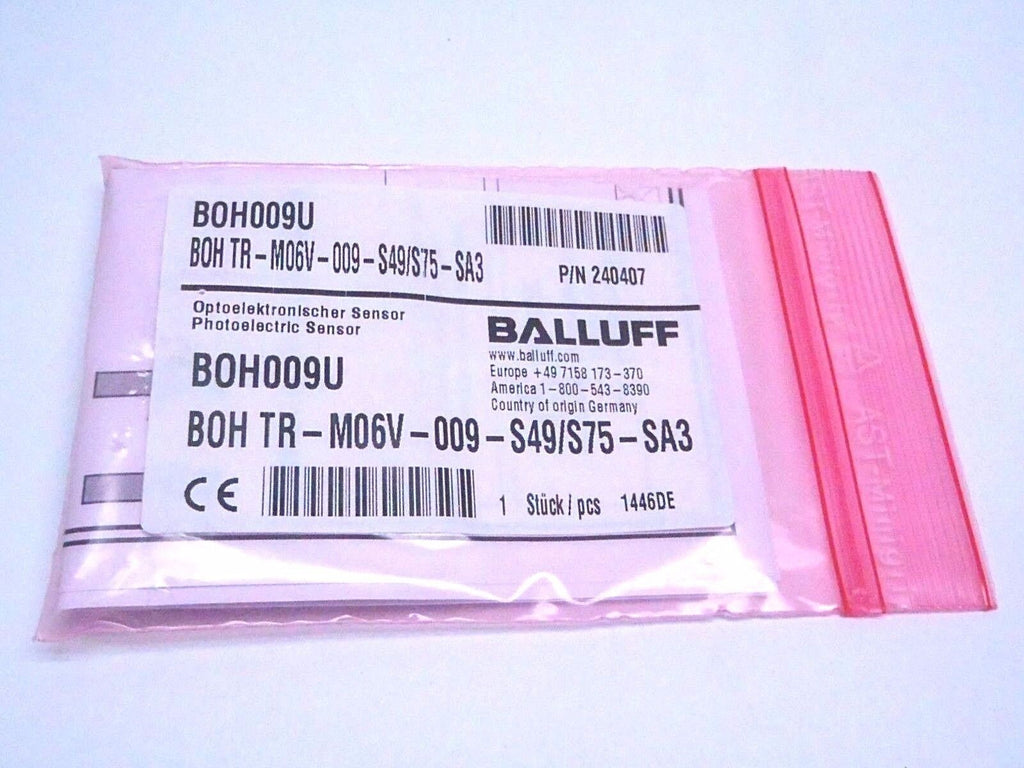 BOH009U
BOH TR-M06V-009-S49/S75-SA3
P/N 240407
Optoelektronischer Sensor
Photoelectric Sensor
BALLUFF
www.balluff.com
Europe +49 7158 173-370
America 1-800-543-8390
Country of origin Germany
BOH009U
BOH TR-M06V-009-S49/S75-SA3
CE
1 Stück/pcs 1446DE